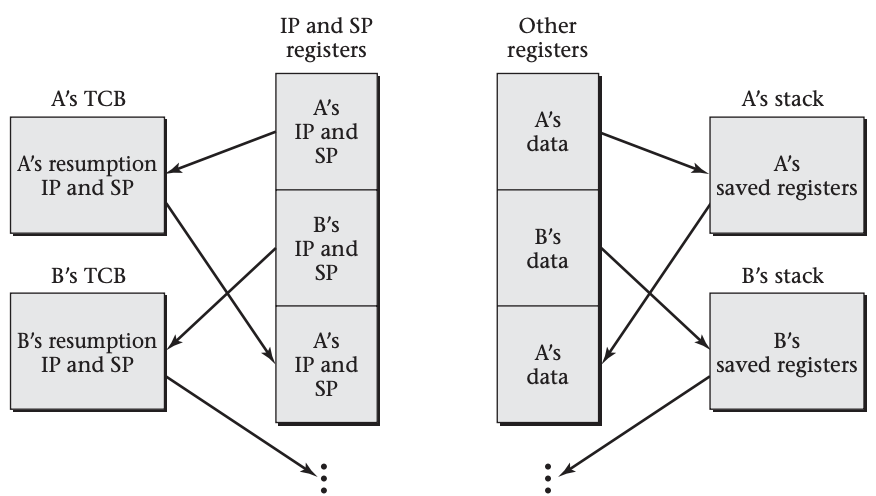 IP and SP
registers
Other
registers
A's TCB
A's stack
A's resumption
IP and SP
A's
IP and
SP
A's
data
A's
saved registers
B's
IP and
SP
B's
data
B's TCB
B's stack
B's resumption
IP and SP
A's
IP and
SP
A's
data
B's
saved registers